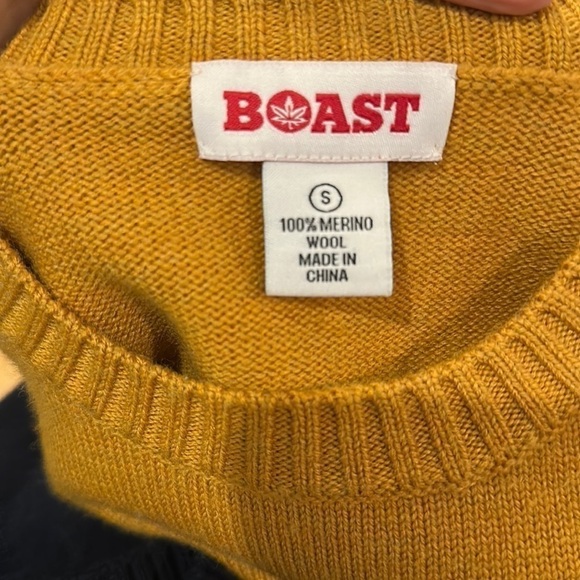 BOAST
S
100% MERINO
WOOL
MADE IN
CHINA